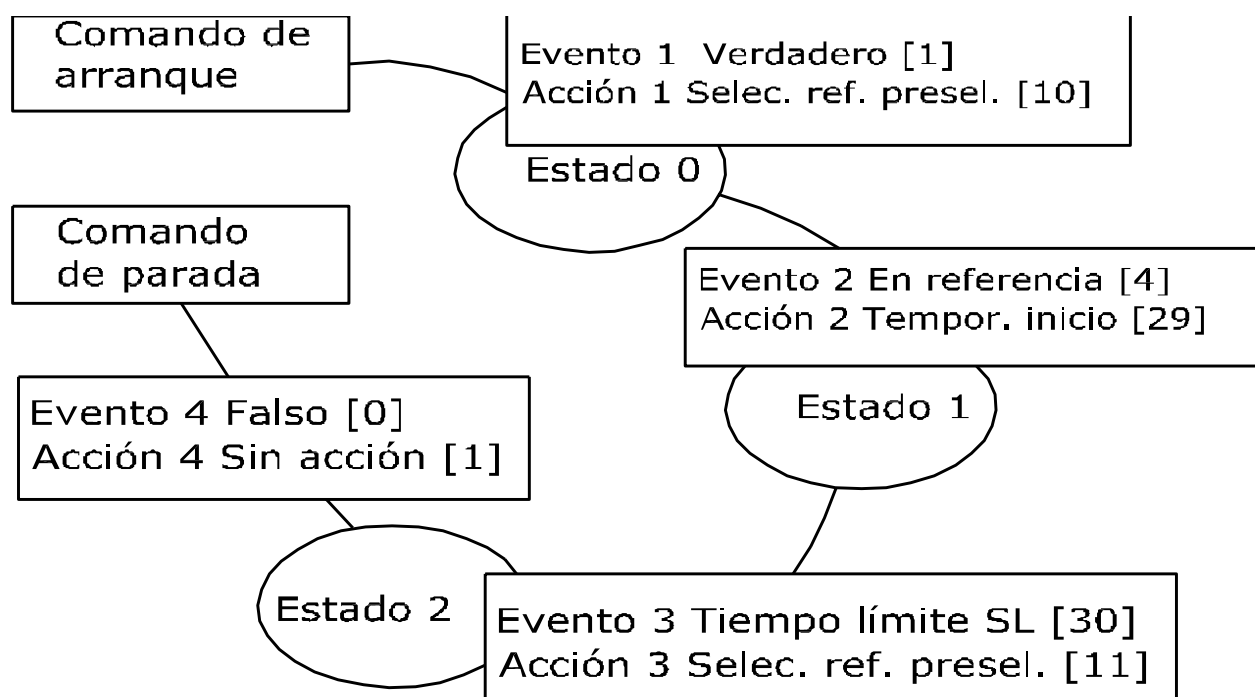 Comando de
arranque
Evento 1 Verdadero [1]
Acción 1 Selec. ref. presel. [10]
Estado 0
Comando
de parada
Evento 2 En referencia [4]
Acción 2 Tempor. inicio [29]
Estado 1
Evento 4 Falso [0]
Acción 4 Sin acción [1]
Estado 2
Evento 3 Tiempo límite SL [30]
Acción 3 Selec. ref. presel. [11]